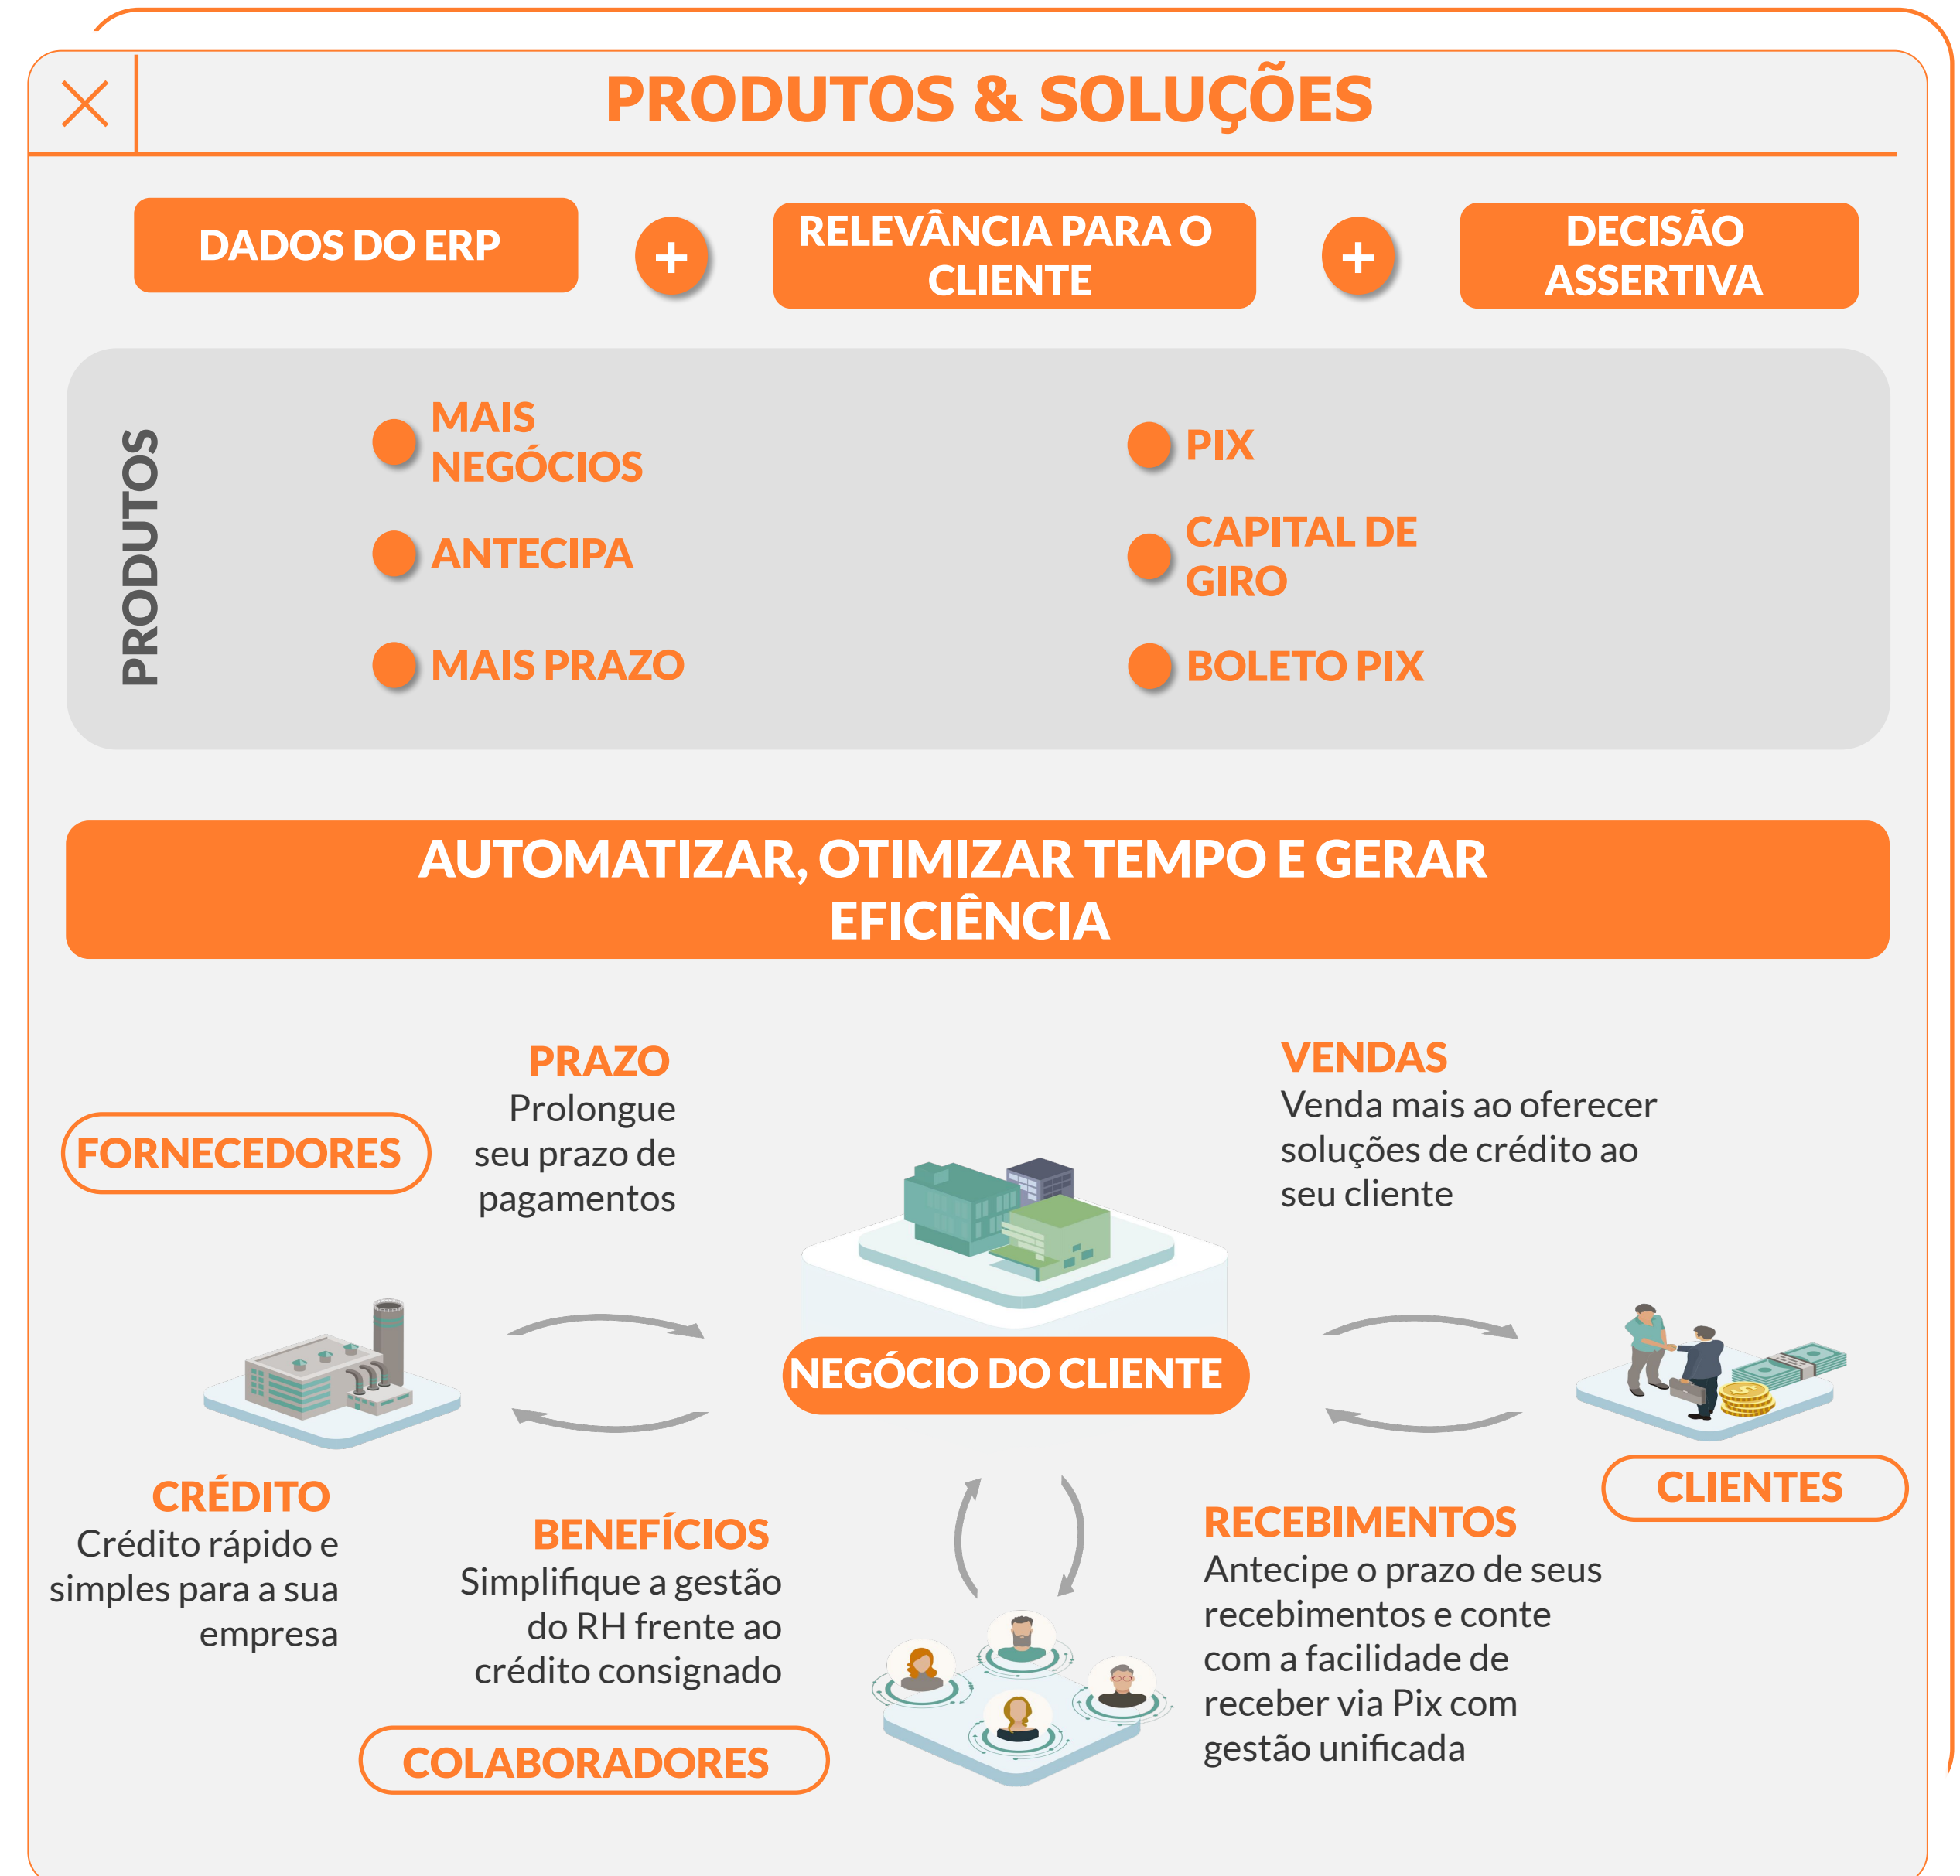 PRODUTOS & SOLUÇÕES
DADOS DO ERP
+
RELEVÂNCIA PARA O
CLIENTE
+
DECISÃO
ASSERTIVA
PRODUTOS
MAIS
NEGÓCIOS
ANTECIPA
MAIS PRAZO
PIX
CAPITAL DE
GIRO
BOLETO PIX
AUTOMATIZAR, OTIMIZAR TEMPO E GERAR
EFICIÊNCIA
FORNECEDORES
PRAZO
Prolongue
seu prazo de
pagamentos
VENDAS
Venda mais ao oferecer
soluções de crédito ao
seu cliente
NEGÓCIO DO CLIENTE
CLIENTES
CRÉDITO
Crédito rápido e
simples para a sua
empresa
BENEFÍCIOS
Simplifique a gestão
do RH frente ao
crédito consignado
COLABORADORES
RECEBIMENTOS
Antecipe o prazo de seus
recebimentos e conte
com a facilidade de
receber via Pix com
gestão unificada